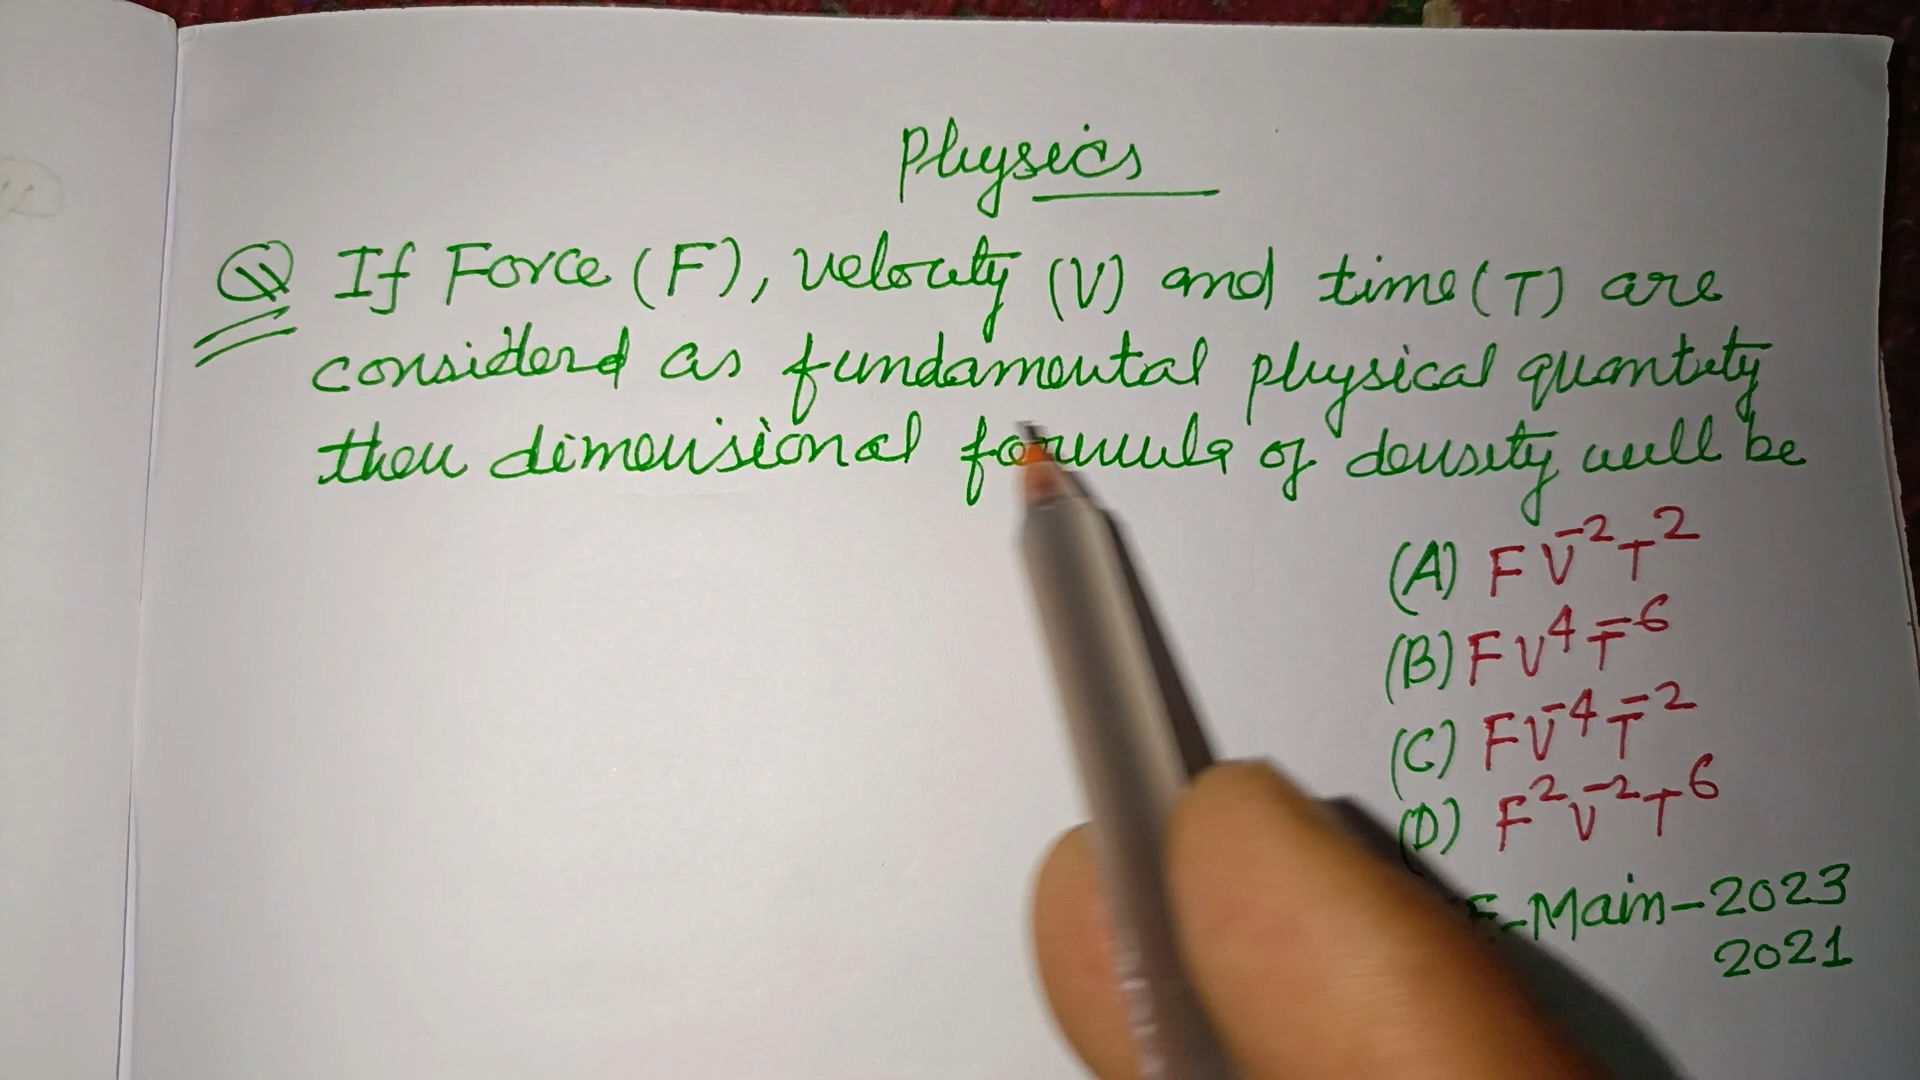 Physics
Q If Force (F), velocity (V) and time (T) are
considerd as fundamental physical quantity
then dimensional formula of density will be
(A) F V⁻² T²
(B) F V⁴ T⁻⁶
(C) F V⁻⁴ T⁻²
(D) F² V⁻² T⁶
E-Main-2023
2021